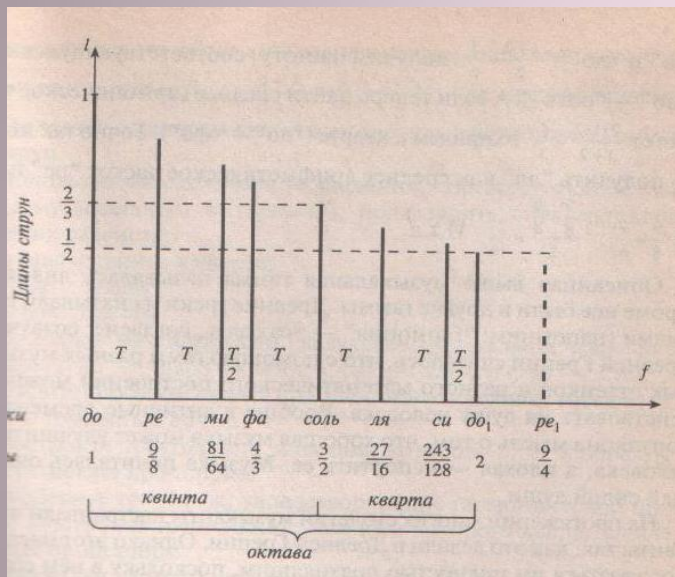 l
1
2/3
1/2
Длины струн
T T T/2 T T T T/2 f
до ре ми фа соль ля си до₁ ре₁
1 9/8 81/64 4/3 3/2 27/16 243/128 2 9/4
квинта кварта
октава